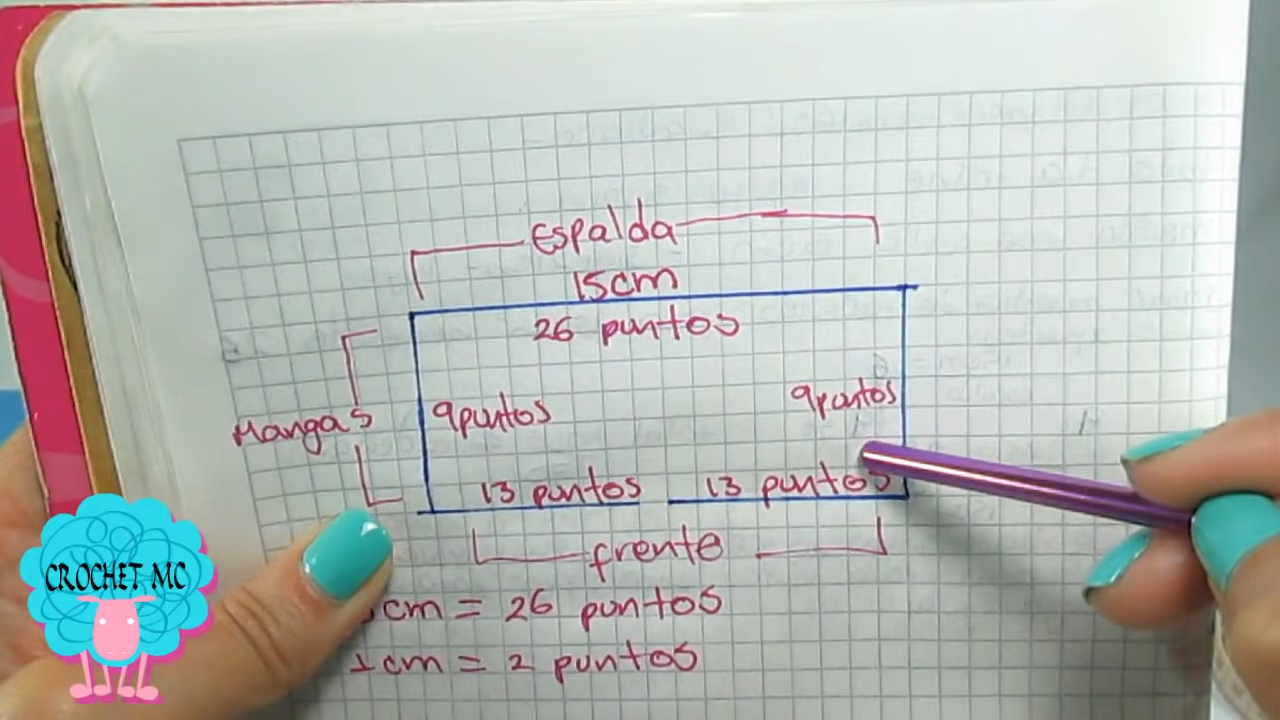 Espalda
15cm
26 puntos
Mangas
9puntos
9puntos
13 puntos
13 puntos
frente
cm = 26 puntos
1cm = 2 puntos
CROCHET MC